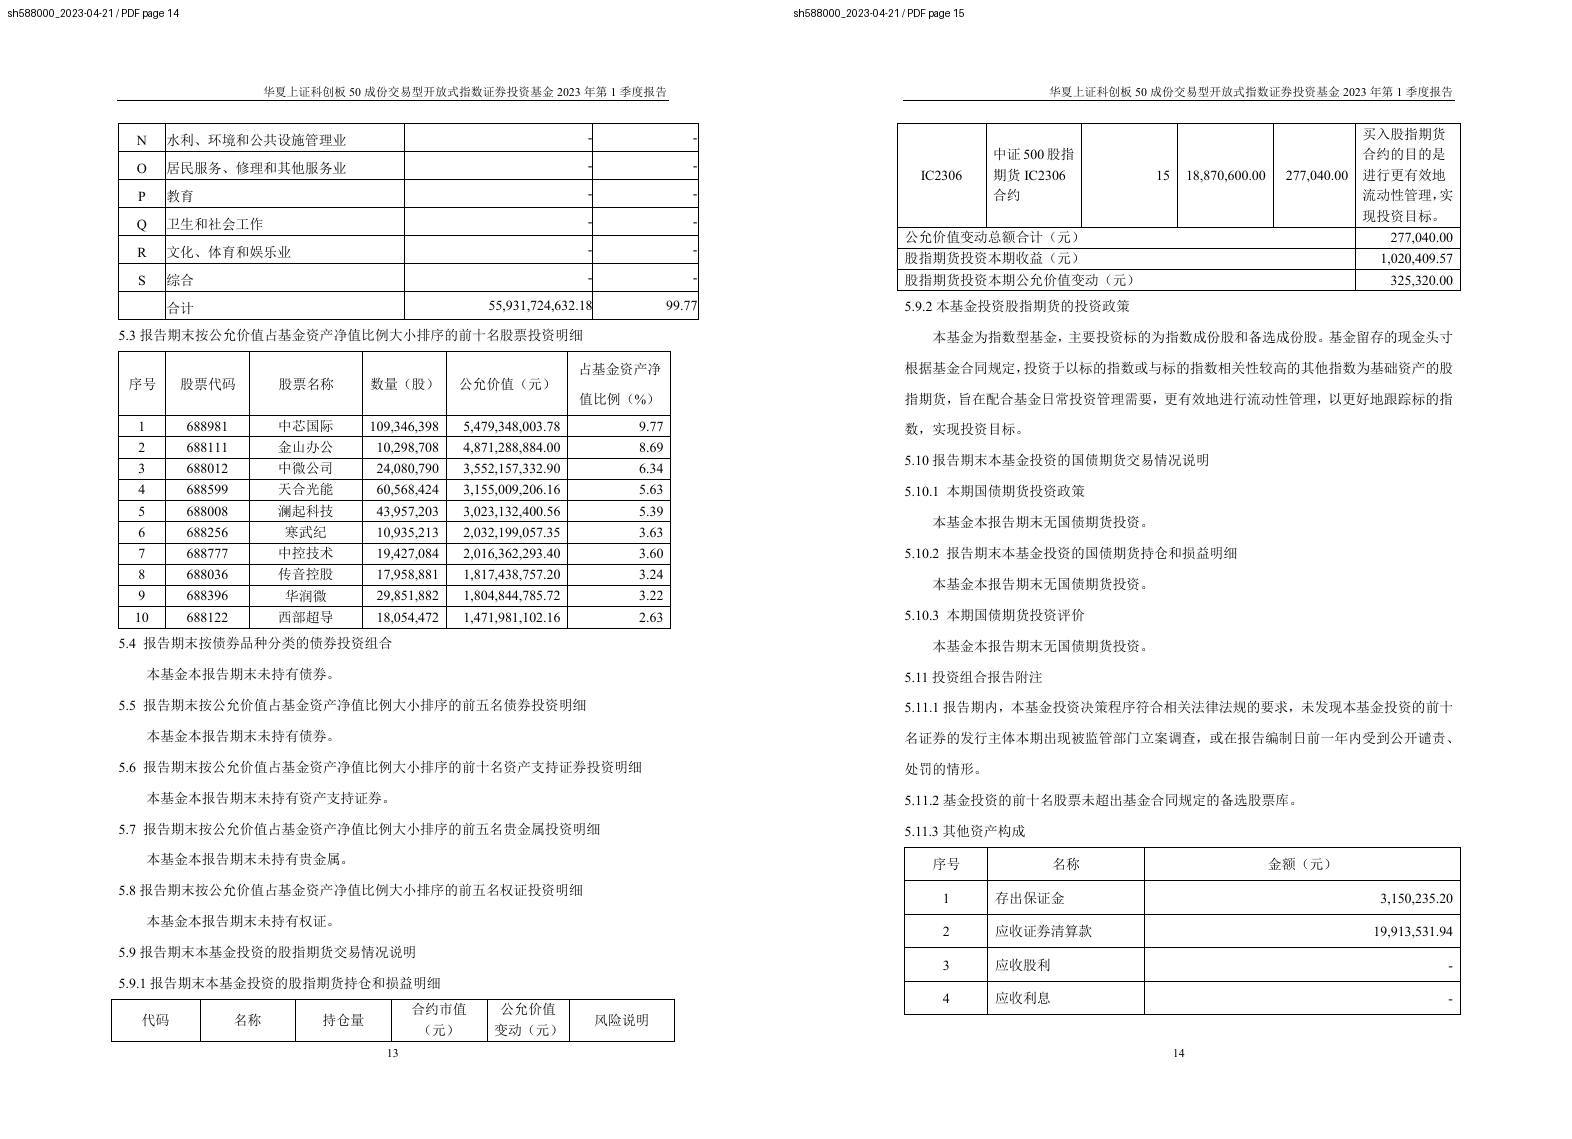 sh588000_2023-04-21 / PDF page 14
华夏上证科创板 50 成份交易型开放式指数证券投资基金 2023 年第 1 季度报告
N 水利、环境和公共设施管理业 - -
O 居民服务、修理和其他服务业 - -
P 教育 - -
Q 卫生和社会工作 - -
R 文化、体育和娱乐业 - -
S 综合 - -
合计 55,931,724,632.18 99.77
5.3 报告期末按公允价值占基金资产净值比例大小排序的前十名股票投资明细
序号 股票代码 股票名称 数量（股） 公允价值（元） 占基金资产净
值比例（%）
1 688981 中芯国际 109,346,398 5,479,348,003.78 9.77
2 688111 金山办公 10,298,708 4,871,288,884.00 8.69
3 688012 中微公司 24,080,790 3,552,157,332.90 6.34
4 688599 天合光能 60,568,424 3,155,009,206.16 5.63
5 688008 澜起科技 43,957,203 3,023,132,400.56 5.39
6 688256 寒武纪 10,935,213 2,032,199,057.35 3.63
7 688777 中控技术 19,427,084 2,016,362,293.40 3.60
8 688036 传音控股 17,958,881 1,817,438,757.20 3.24
9 688396 华润微 29,851,882 1,804,844,785.72 3.22
10 688122 西部超导 18,054,472 1,471,981,102.16 2.63
5.4 报告期末按债券品种分类的债券投资组合
本基金本报告期末未持有债券。
5.5 报告期末按公允价值占基金资产净值比例大小排序的前五名债券投资明细
本基金本报告期末未持有债券。
5.6 报告期末按公允价值占基金资产净值比例大小排序的前十名资产支持证券投资明细
本基金本报告期末未持有资产支持证券。
5.7 报告期末按公允价值占基金资产净值比例大小排序的前五名贵金属投资明细
本基金本报告期末未持有贵金属。
5.8 报告期末按公允价值占基金资产净值比例大小排序的前五名权证投资明细
本基金本报告期末未持有权证。
5.9 报告期末本基金投资的股指期货交易情况说明
5.9.1 报告期末本基金投资的股指期货持仓和损益明细
代码 名称 持仓量 合约市值
（元） 公允价值
变动（元） 风险说明
13
sh588000_2023-04-21 / PDF page 15
华夏上证科创板 50 成份交易型开放式指数证券投资基金 2023 年第 1 季度报告
IC2306 中证 500 股指
期货 IC2306
合约 15 18,870,600.00 277,040.00 买入股指期货
合约的目的是
进行更有效地
流动性管理，实
现投资目标。
公允价值变动总额合计（元） 277,040.00
股指期货投资本期收益（元） 1,020,409.57
股指期货投资本期公允价值变动（元） 325,320.00
5.9.2 本基金投资股指期货的投资政策
本基金为指数型基金，主要投资标的为指数成份股和备选成份股。基金留存的现金头寸
根据基金合同规定，投资于以标的指数或与标的指数相关性较高的其他指数为基础资产的股
指期货，旨在配合基金日常投资管理需要，更有效地进行流动性管理，以更好地跟踪标的指
数，实现投资目标。
5.10 报告期末本基金投资的国债期货交易情况说明
5.10.1 本期国债期货投资政策
本基金本报告期末无国债期货投资。
5.10.2 报告期末本基金投资的国债期货持仓和损益明细
本基金本报告期末无国债期货投资。
5.10.3 本期国债期货投资评价
本基金本报告期末无国债期货投资。
5.11 投资组合报告附注
5.11.1 报告期内，本基金投资决策程序符合相关法律法规的要求，未发现本基金投资的前十
名证券的发行主体本期出现被监管部门立案调查，或在报告编制日前一年内受到公开谴责、
处罚的情形。
5.11.2 基金投资的前十名股票未超出基金合同规定的备选股票库。
5.11.3 其他资产构成
序号 名称 金额（元）
1 存出保证金 3,150,235.20
2 应收证券清算款 19,913,531.94
3 应收股利 -
4 应收利息 -
14